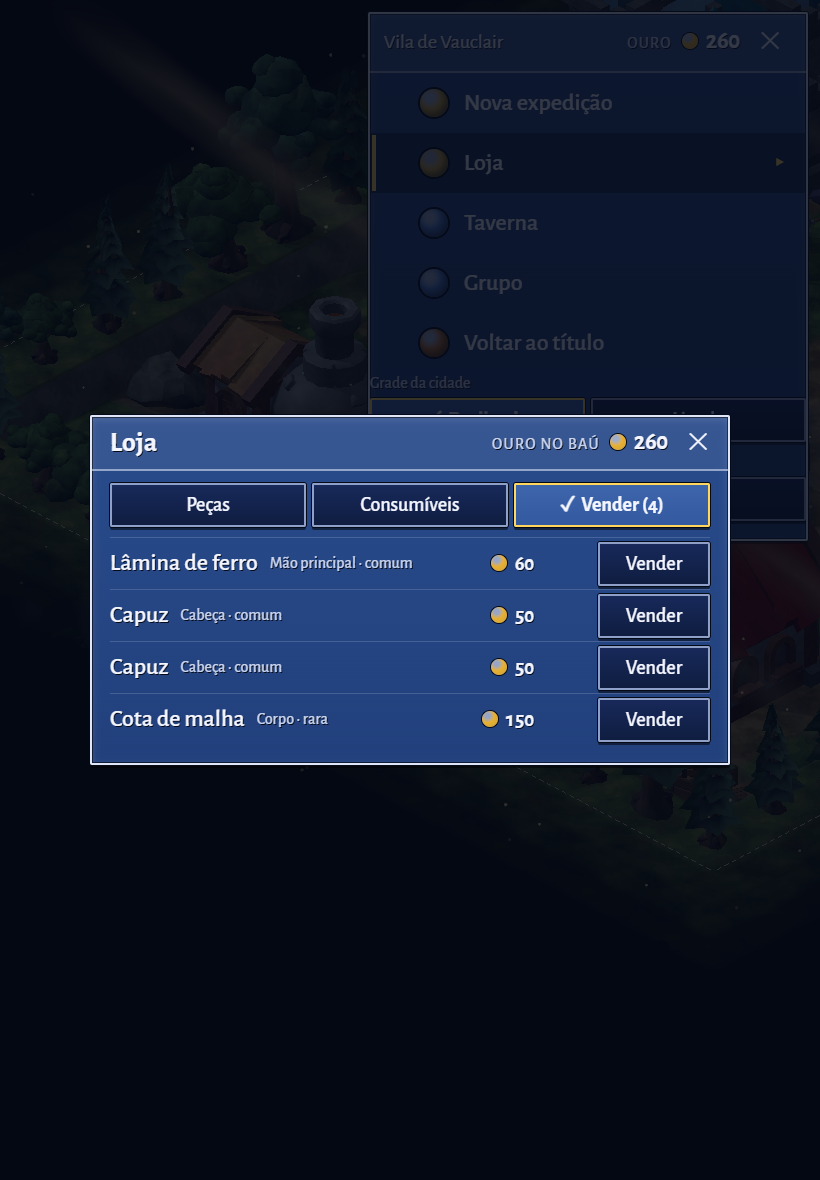 Vila de Vauclair OURO 260
Nova expedição
Loja
Taverna
Grupo
Voltar ao título
Grade da cidade
Loja OURO NO BAÚ 260
Peças Consumíveis ✓ Vender (4)
Lâmina de ferro Mão principal · comum 60 Vender
Capuz Cabeça · comum 50 Vender
Capuz Cabeça · comum 50 Vender
Cota de malha Corpo · rara 150 Vender